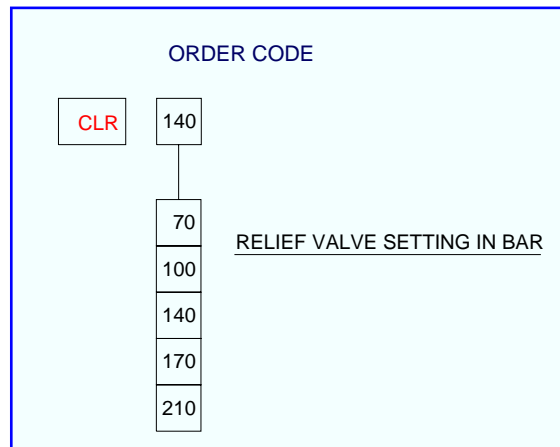 ORDER CODE
CLR 140
70
RELIEF VALVE SETTING IN BAR
100
140
170
210